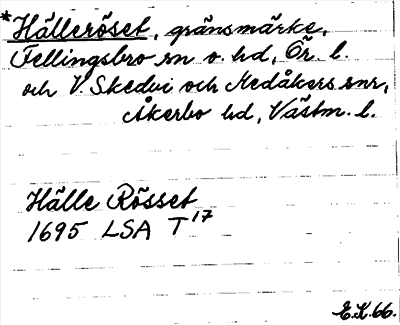 *Hälleröset, gränsmärke,
Fellingsbro sn o. hd, Ör. l.
och V. Skedvi och Medåkers snr,
Åkerbo hd, Västm. l.
Hälle Rösset
1695 LSA T 17
E.K. 66.